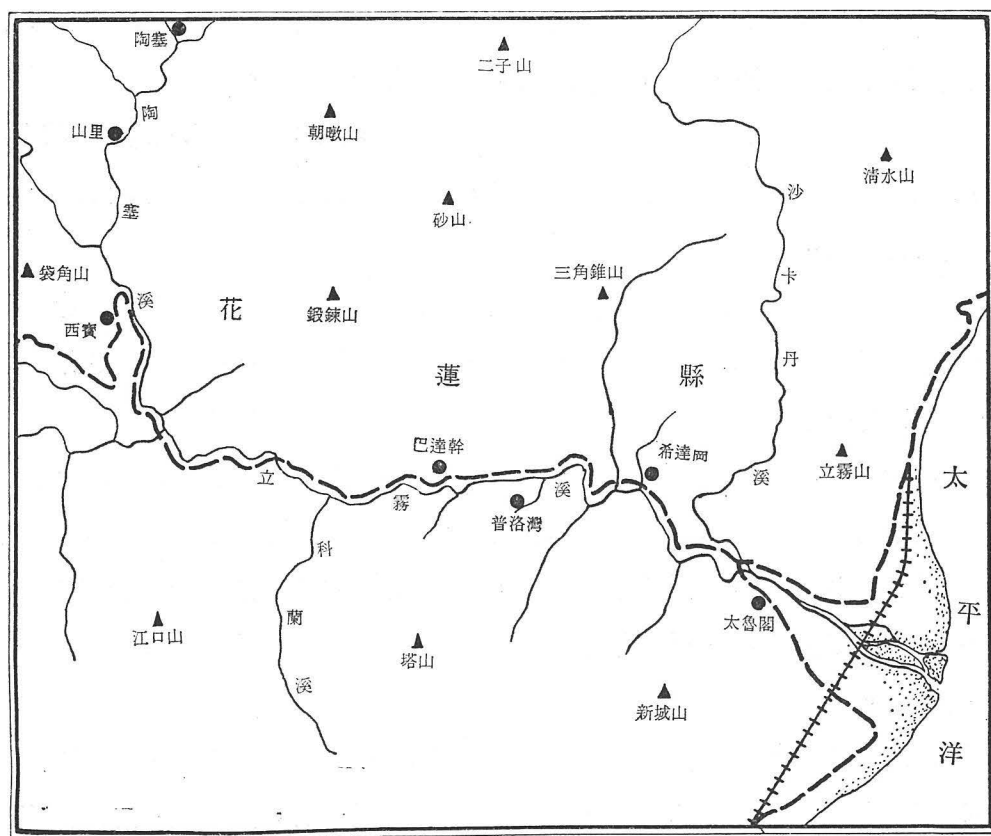 陶塞
二子山
山里
朝暾山
清水山
砂山
陶塞溪
沙卡丹溪
袋角山
三角錐山
西寳
鍛鍊山
花蓮縣
巴達幹
希達岡
立霧山
立霧溪
普洛灣
科蘭溪
太魯閣
江口山
塔山
新城山
太平洋